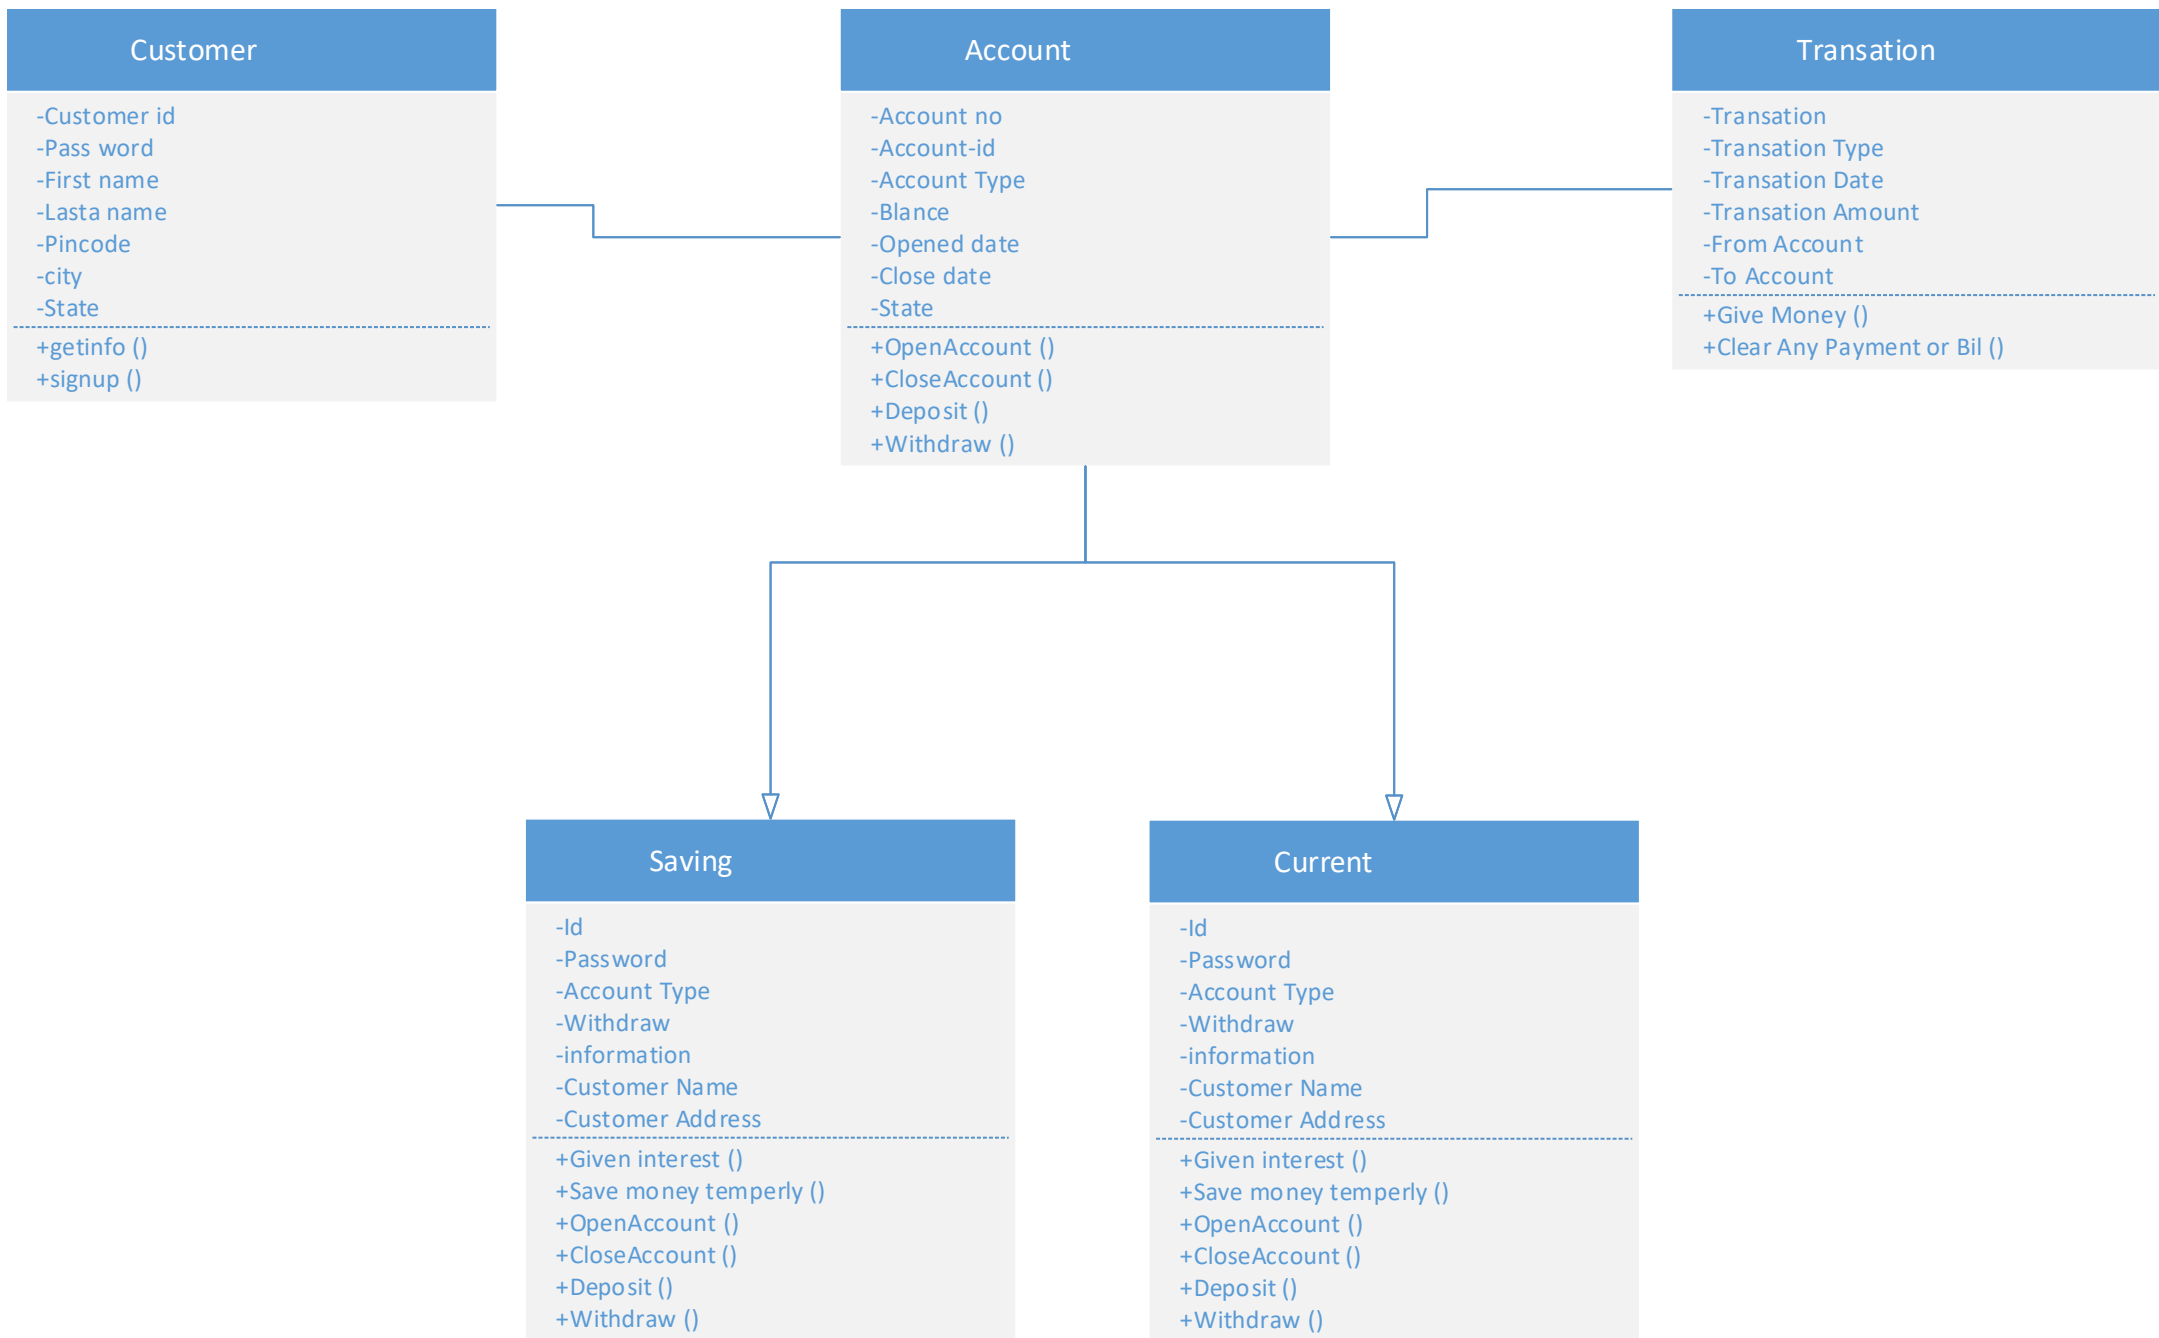 Customer
-Customer id
-Pass word
-First name
-Lasta name
-Pincode
-city
-State
+getinfo ()
+signup ()
Account
-Account no
-Account-id
-Account Type
-Blance
-Opened date
-Close date
-State
+OpenAccount ()
+CloseAccount ()
+Deposit ()
+Withdraw ()
Transation
-Transation
-Transation Type
-Transation Date
-Transation Amount
-From Account
-To Account
+Give Money ()
+Clear Any Payment or Bil ()
Saving
-Id
-Password
-Account Type
-Withdraw
-information
-Customer Name
-Customer Address
+Given interest ()
+Save money temperly ()
+OpenAccount ()
+CloseAccount ()
+Deposit ()
+Withdraw ()
Current
-Id
-Password
-Account Type
-Withdraw
-information
-Customer Name
-Customer Address
+Given interest ()
+Save money temperly ()
+OpenAccount ()
+CloseAccount ()
+Deposit ()
+Withdraw ()